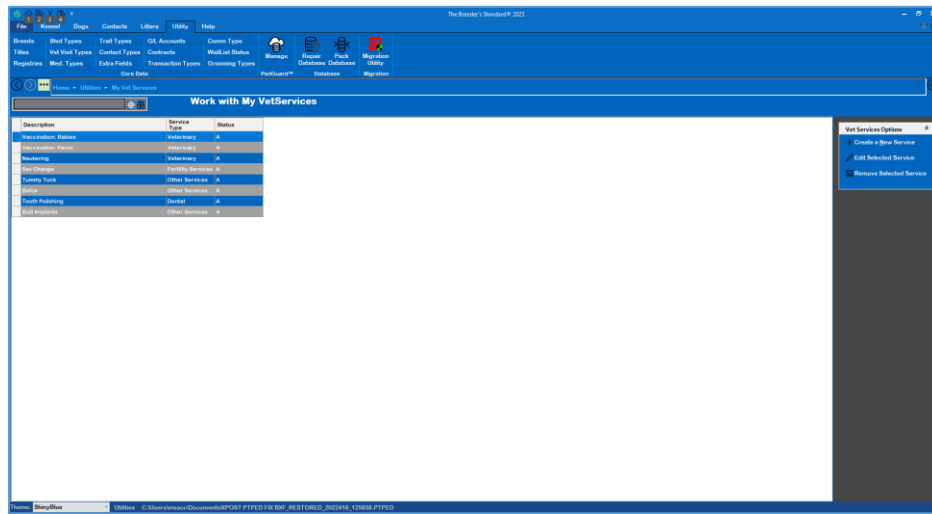 The Breeder's Standard® 2023
1 2 3 4
File Kennel Dogs Contacts Litters Utility Help
Breeds Shot Types Trait Types G/L Accounts Comm Type
Titles Vet Visit Types Contact Types Contracts WaitList Status
Registries Med. Types Extra Fields Transaction Types Grooming Types
Manage Repair Database Pack Database Migration Utility
Core Data PedGuard™ Database Migration
Home Utilities My Vet Services
Work with My VetServices
Description Service Type Status
Vaccination: Rabies Veterinary A
Vaccination: Parvo Veterinary A
Neutering Veterinary A
Sex Change Fertility Services A
Tummy Tuck Other Services A
Botox Other Services A
Tooth Polishing Dental A
Butt Implants Other Services A
Vet Services Options
Create a New Service
Edit Selected Service
Remove Selected Service
Theme: ShinyBlue Utilities